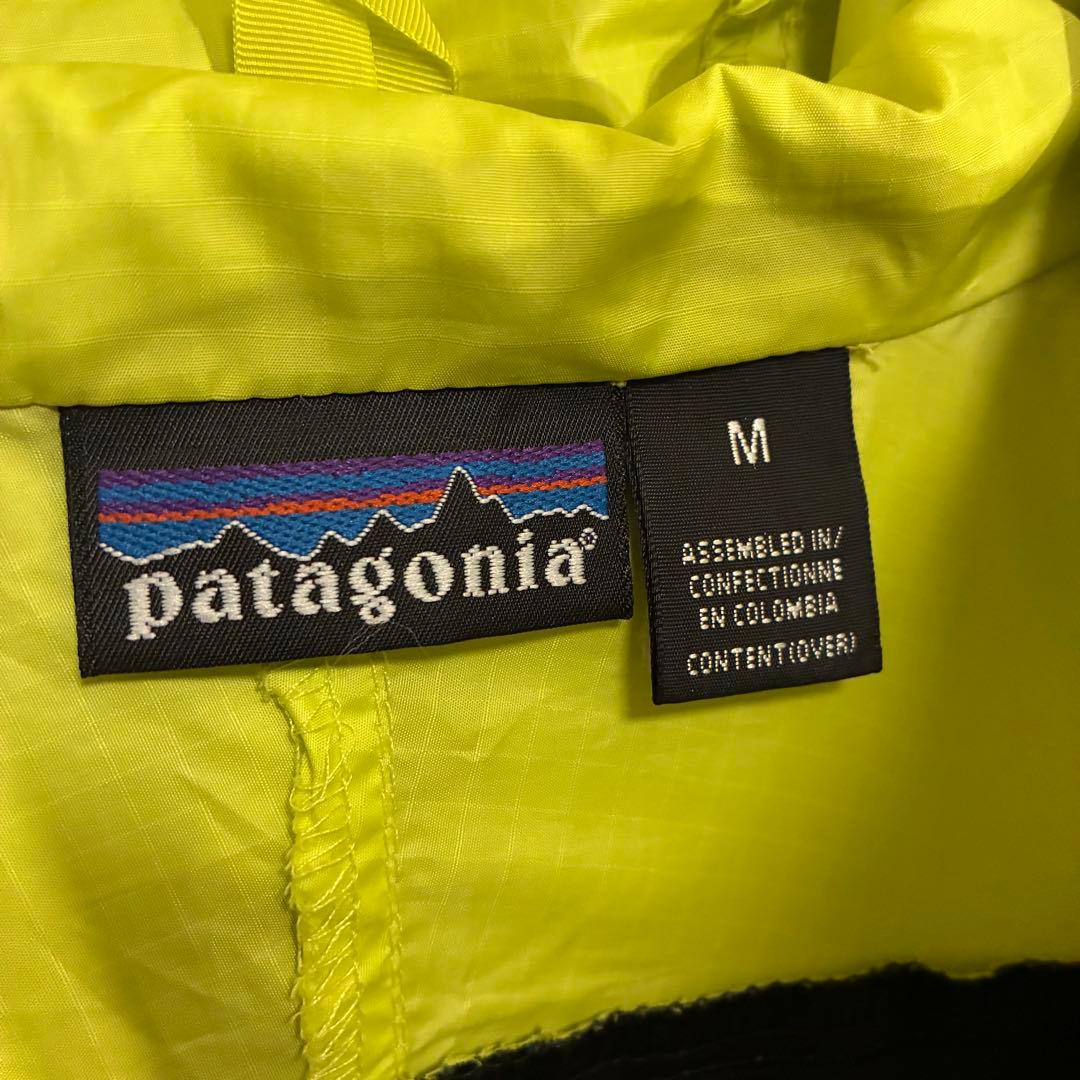 patagonia®
M
ASSEMBLED IN/
CONFECTIONNE
EN COLOMBIA
CONTENT(OVER)